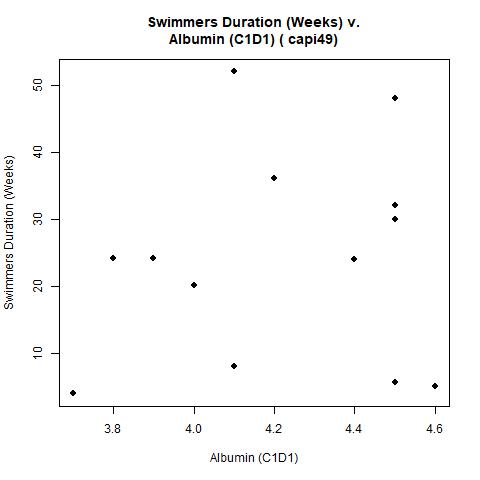 Swimmers Duration (Weeks) v.
Albumin (C1D1) ( capi49)
Swimmers Duration (Weeks)
50
40
30
20
10
3.8
4.0
4.2
4.4
4.6
Albumin (C1D1)